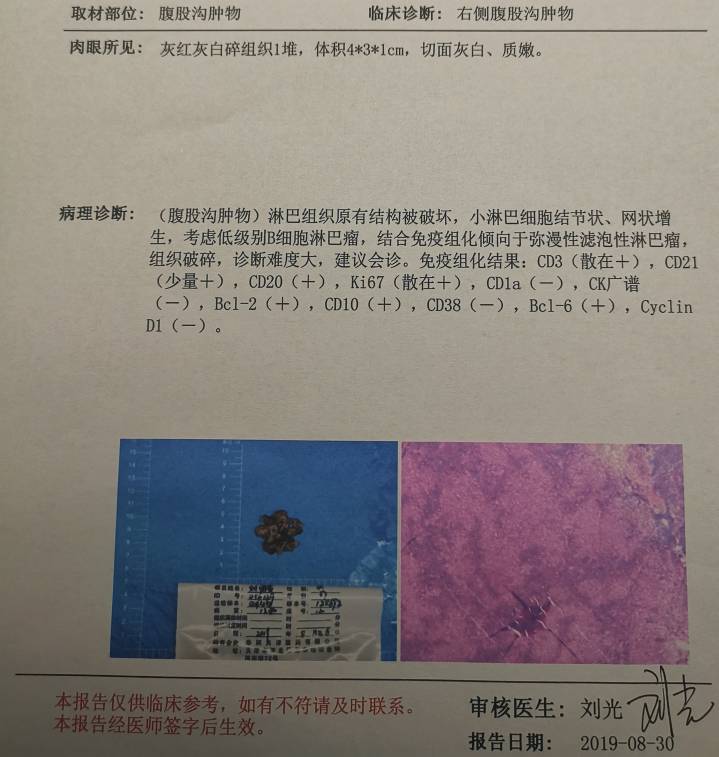 取材部位: 腹股沟肿物 临床诊断: 右侧腹股沟肿物
肉眼所见: 灰红灰白碎组织1堆，体积4*3*1cm，切面灰白、质嫩。
病理诊断: （腹股沟肿物）淋巴组织原有结构被破坏，小淋巴细胞结节状、网状增
生，考虑低级别B细胞淋巴瘤，结合免疫组化倾向于弥漫性滤泡性淋巴瘤，
组织破碎，诊断难度大，建议会诊。免疫组化结果：CD3（散在＋），CD21
（少量＋），CD20（＋），Ki67（散在＋），CD1a（－），CK广谱
（－），Bcl-2（＋），CD10（＋），CD38（－），Bcl-6（＋），Cyclin
D1（－）。
本报告仅供临床参考，如有不符请及时联系。
本报告经医师签字后生效。
审核医生: 刘光 刘光
报告日期: 2019-08-30